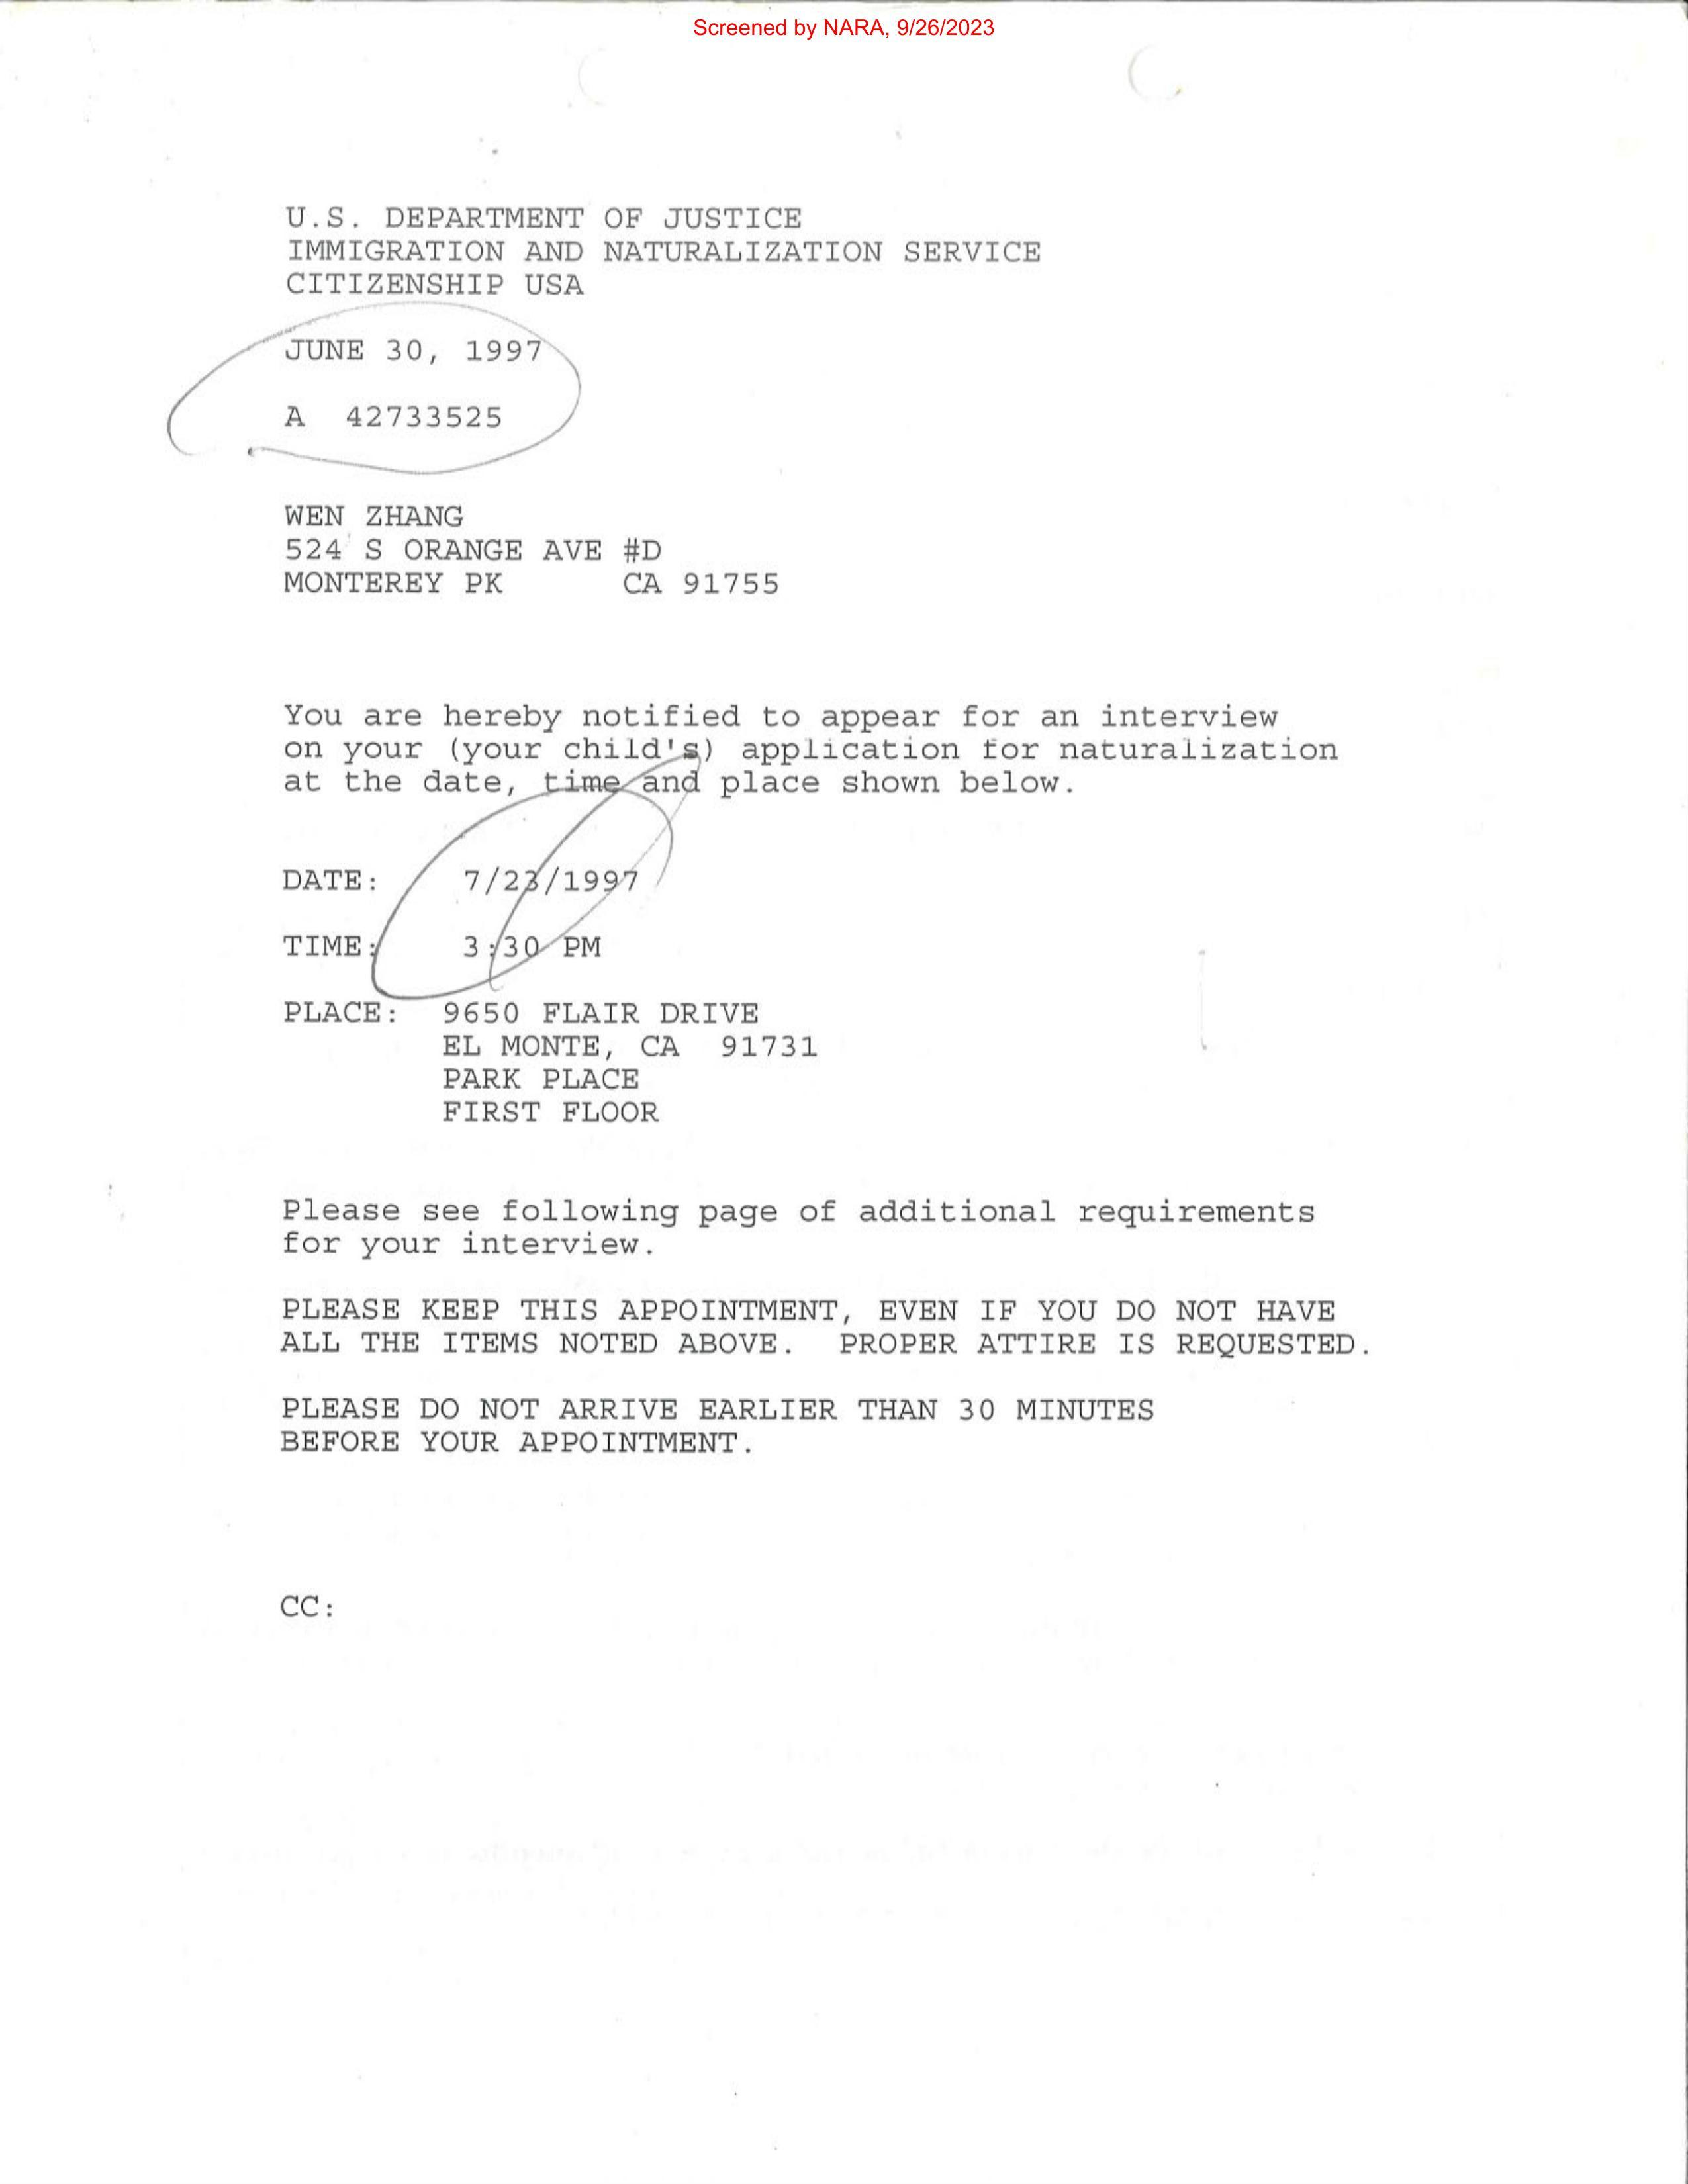 Screened by NARA, 9/26/2023
U.S. DEPARTMENT OF JUSTICE
IMMIGRATION AND NATURALIZATION SERVICE
CITIZENSHIP USA
JUNE 30, 1997
A 42733525
WEN ZHANG
524 S ORANGE AVE #D
MONTEREY PK CA 91755
You are hereby notified to appear for an interview
on your (your child's) application for naturalization
at the date, time and place shown below.
DATE: 7/23/1997
TIME: 3:30 PM
PLACE: 9650 FLAIR DRIVE
EL MONTE, CA 91731
PARK PLACE
FIRST FLOOR
Please see following page of additional requirements
for your interview.
PLEASE KEEP THIS APPOINTMENT, EVEN IF YOU DO NOT HAVE
ALL THE ITEMS NOTED ABOVE. PROPER ATTIRE IS REQUESTED.
PLEASE DO NOT ARRIVE EARLIER THAN 30 MINUTES
BEFORE YOUR APPOINTMENT.
CC: